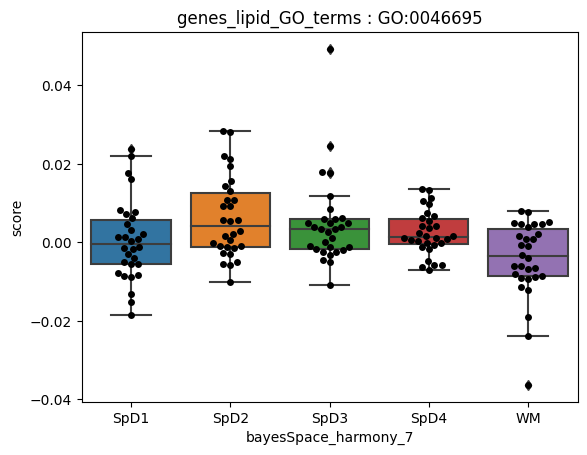 genes_lipid_GO_terms : GO:0046695
0.04
0.02
0.00
−0.02
−0.04
score
SpD1 SpD2 SpD3 SpD4 WM
bayesSpace_harmony_7